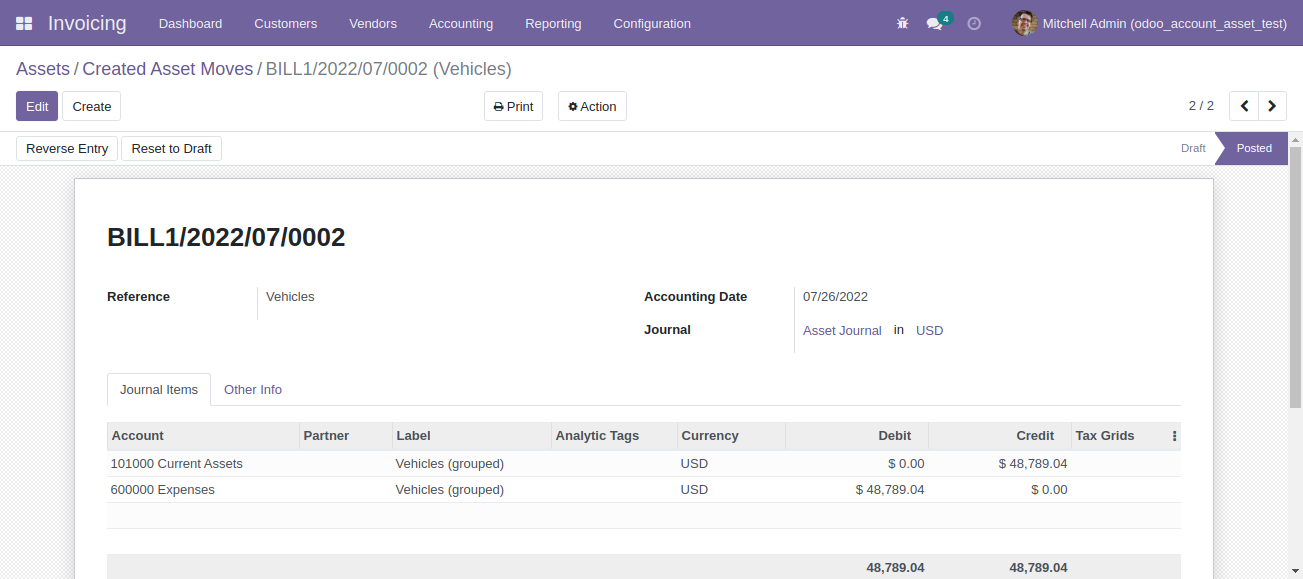 Invoicing Dashboard Customers Vendors Accounting Reporting Configuration 4 Mitchell Admin (odoo_account_asset_test)
Assets / Created Asset Moves / BILL1/2022/07/0002 (Vehicles)
Edit Create Print Action 2 / 2
Reverse Entry Reset to Draft Draft Posted
BILL1/2022/07/0002
Reference Vehicles Accounting Date 07/26/2022
Journal Asset Journal in USD
Journal Items Other Info
Account Partner Label Analytic Tags Currency Debit Credit Tax Grids
101000 Current Assets Vehicles (grouped) USD $ 0.00 $ 48,789.04
600000 Expenses Vehicles (grouped) USD $ 48,789.04 $ 0.00
48,789.04 48,789.04